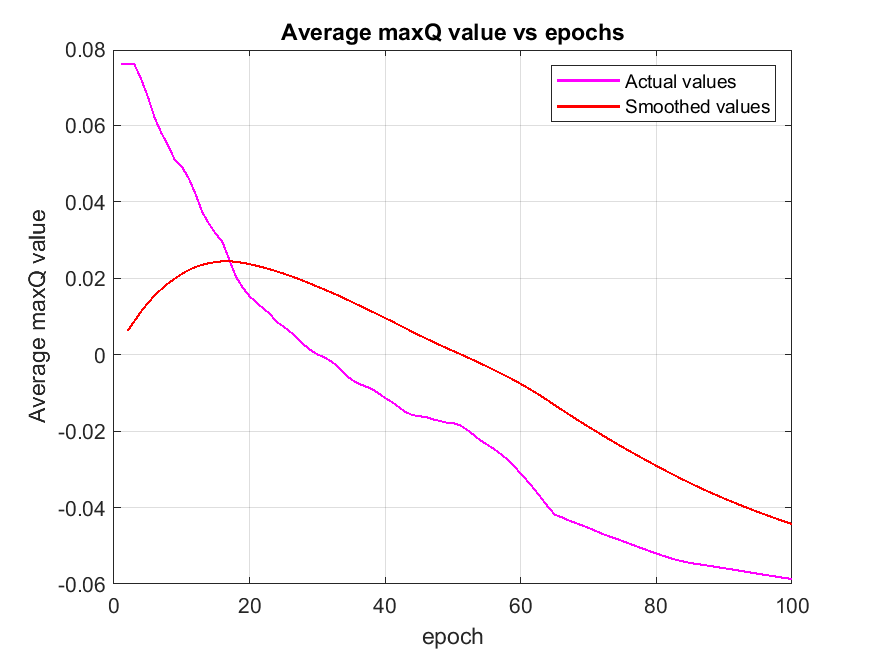 Average maxQ value vs epochs
Actual values
Smoothed values
Average maxQ value
0.08
0.06
0.04
0.02
0
-0.02
-0.04
-0.06
0
20
40
60
80
100
epoch